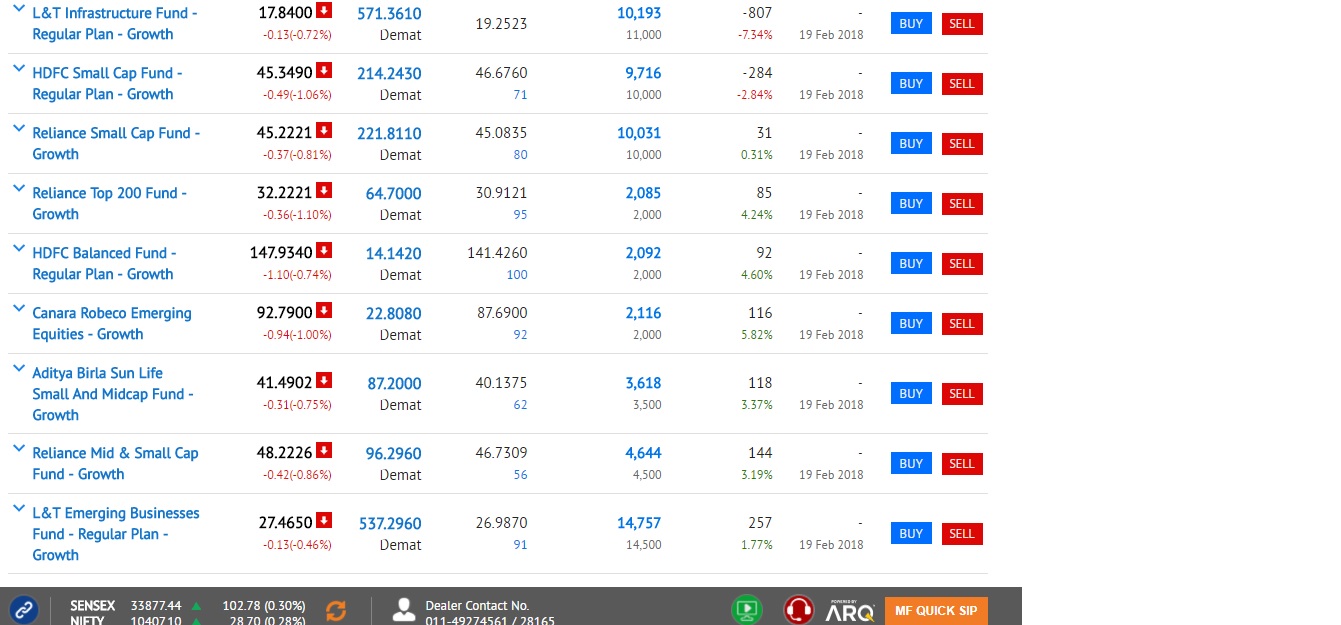 L&T Infrastructure Fund - 17.8400 571.3610 19.2523 10,193 -807 - BUY SELL
Regular Plan - Growth -0.13(-0.72%) Demat 11,000 -7.34% 19 Feb 2018
HDFC Small Cap Fund - 45.3490 214.2430 46.6760 9,716 -284 - BUY SELL
Regular Plan - Growth -0.49(-1.06%) Demat 71 10,000 -2.84% 19 Feb 2018
Reliance Small Cap Fund - 45.2221 221.8110 45.0835 10,031 31 - BUY SELL
Growth -0.37(-0.81%) Demat 80 10,000 0.31% 19 Feb 2018
Reliance Top 200 Fund - 32.2221 64.7000 30.9121 2,085 85 - BUY SELL
Growth -0.36(-1.10%) Demat 95 2,000 4.24% 19 Feb 2018
HDFC Balanced Fund - 147.9340 14.1420 141.4260 2,092 92 - BUY SELL
Regular Plan - Growth -1.10(-0.74%) Demat 100 2,000 4.60% 19 Feb 2018
Canara Robeco Emerging 92.7900 22.8080 87.6900 2,116 116 - BUY SELL
Equities - Growth -0.94(-1.00%) Demat 92 2,000 5.82% 19 Feb 2018
Aditya Birla Sun Life
Small And Midcap Fund - 41.4902 87.2000 40.1375 3,618 118 - BUY SELL
Growth -0.31(-0.75%) Demat 62 3,500 3.37% 19 Feb 2018
Reliance Mid & Small Cap 48.2226 96.2960 46.7309 4,644 144 - BUY SELL
Fund - Growth -0.42(-0.86%) Demat 56 4,500 3.19% 19 Feb 2018
L&T Emerging Businesses 27.4650 537.2960 26.9870 14,757 257 - BUY SELL
Fund - Regular Plan - -0.13(-0.46%) Demat 91 14,500 1.77% 19 Feb 2018
Growth
SENSEX 33877.44 102.78 (0.30%) Dealer Contact No. POWERED BY ARQ MF QUICK SIP
NIFTY 10407.10 28.70 (0.28%) 011-49274561 / 28165